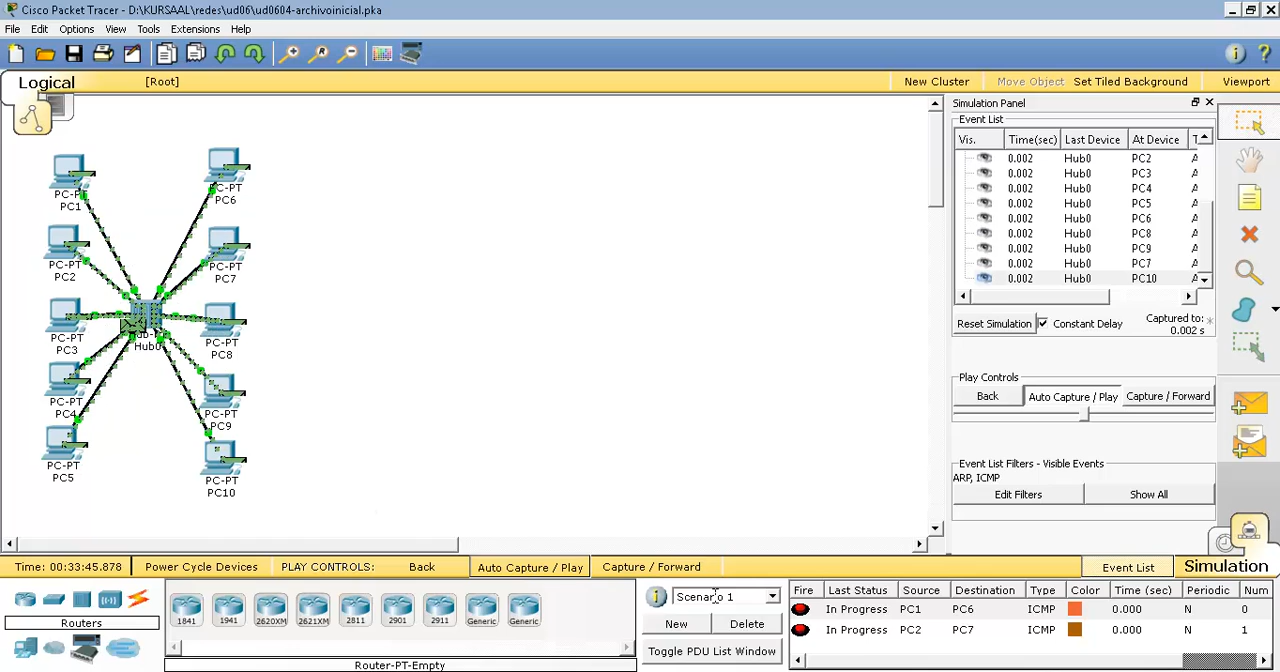 Cisco Packet Tracer - D:\KURSAAL\redes\ud06\ud0604-archivoinicial.pka
File Edit Options View Tools Extensions Help
Logical [Root] New Cluster Move Object Set Tiled Background Viewport
PC-PT
PC1
PC-PT
PC6
PC-PT
PC2
PC-PT
PC7
PC-PT
PC3
Hub0
PC-PT
PC8
PC-PT
PC4
PC-PT
PC9
PC-PT
PC5
PC-PT
PC10
Simulation Panel
Event List
Vis. Time(sec) Last Device At Device T
0.002 Hub0 PC2 A
0.002 Hub0 PC3 A
0.002 Hub0 PC4 A
0.002 Hub0 PC5 A
0.002 Hub0 PC6 A
0.002 Hub0 PC8 A
0.002 Hub0 PC9 A
0.002 Hub0 PC7 A
0.002 Hub0 PC10 A
Reset Simulation Constant Delay Captured to:
0.002 s
Play Controls
Back Auto Capture / Play Capture / Forward
Event List Filters - Visible Events
ARP, ICMP
Edit Filters Show All
Time: 00:33:45.878 Power Cycle Devices PLAY CONTROLS: Back Auto Capture / Play Capture / Forward Event List Simulation
Routers
1841 1941 2620XM 2621XM 2811 2901 2911 Generic Generic
Router-PT-Empty
Scenario 1
New Delete
Toggle PDU List Window
Fire Last Status Source Destination Type Color Time (sec) Periodic Num
In Progress PC1 PC6 ICMP 0.000 N 0
In Progress PC2 PC7 ICMP 0.000 N 1